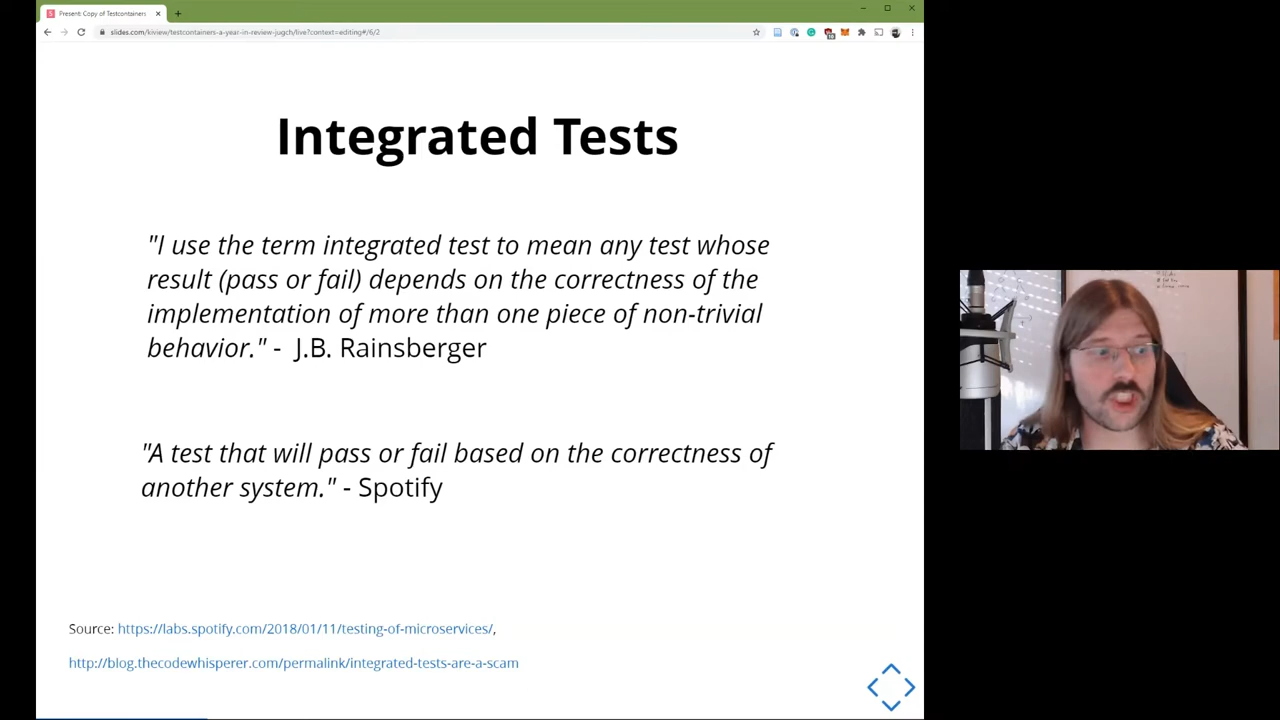 Present: Copy of Testcontainers
slides.com/kiview/testcontainers-a-year-in-review-jugch/live?context=editing#/6/2
Integrated Tests
"I use the term integrated test to mean any test whose
result (pass or fail) depends on the correctness of the
implementation of more than one piece of non-trivial
behavior." - J.B. Rainsberger
"A test that will pass or fail based on the correctness of
another system." - Spotify
Source: https://labs.spotify.com/2018/01/11/testing-of-microservices/,
http://blog.thecodewhisperer.com/permalink/integrated-tests-are-a-scam